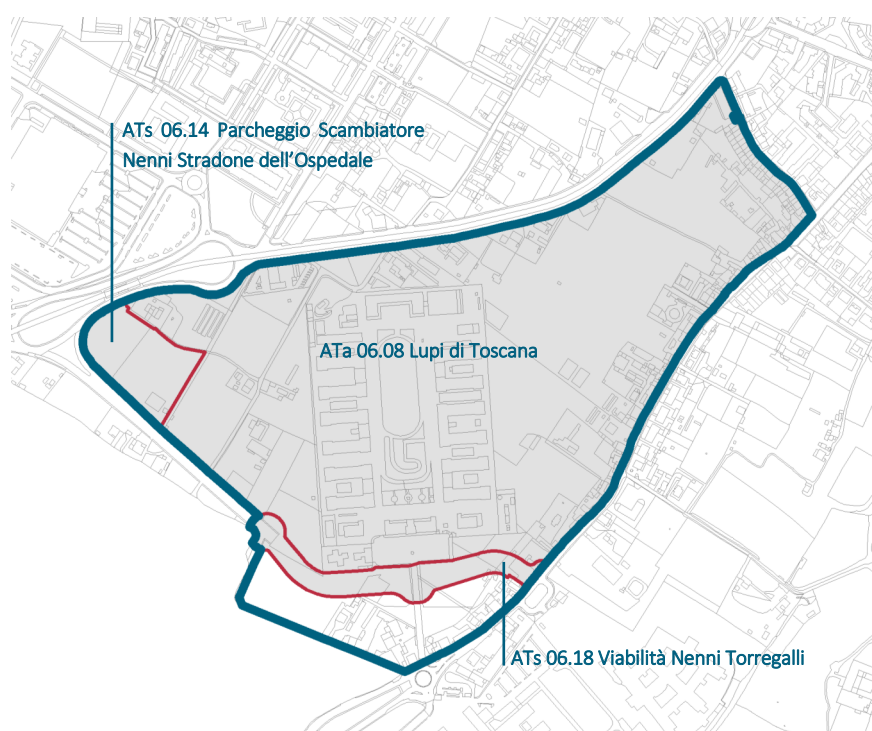 ATs 06.14 Parcheggio Scambiatore
Nenni Stradone dell'Ospedale
ATa 06.08 Lupi di Toscana
ATs 06.18 Viabilità Nenni Torregalli